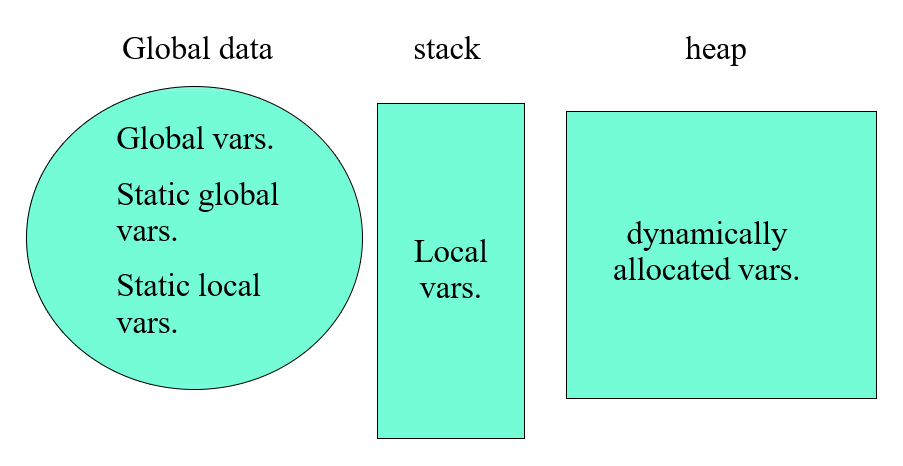 Global data
stack
heap
Global vars.
Static global
vars.
Static local
vars.
Local
vars.
dynamically
allocated vars.